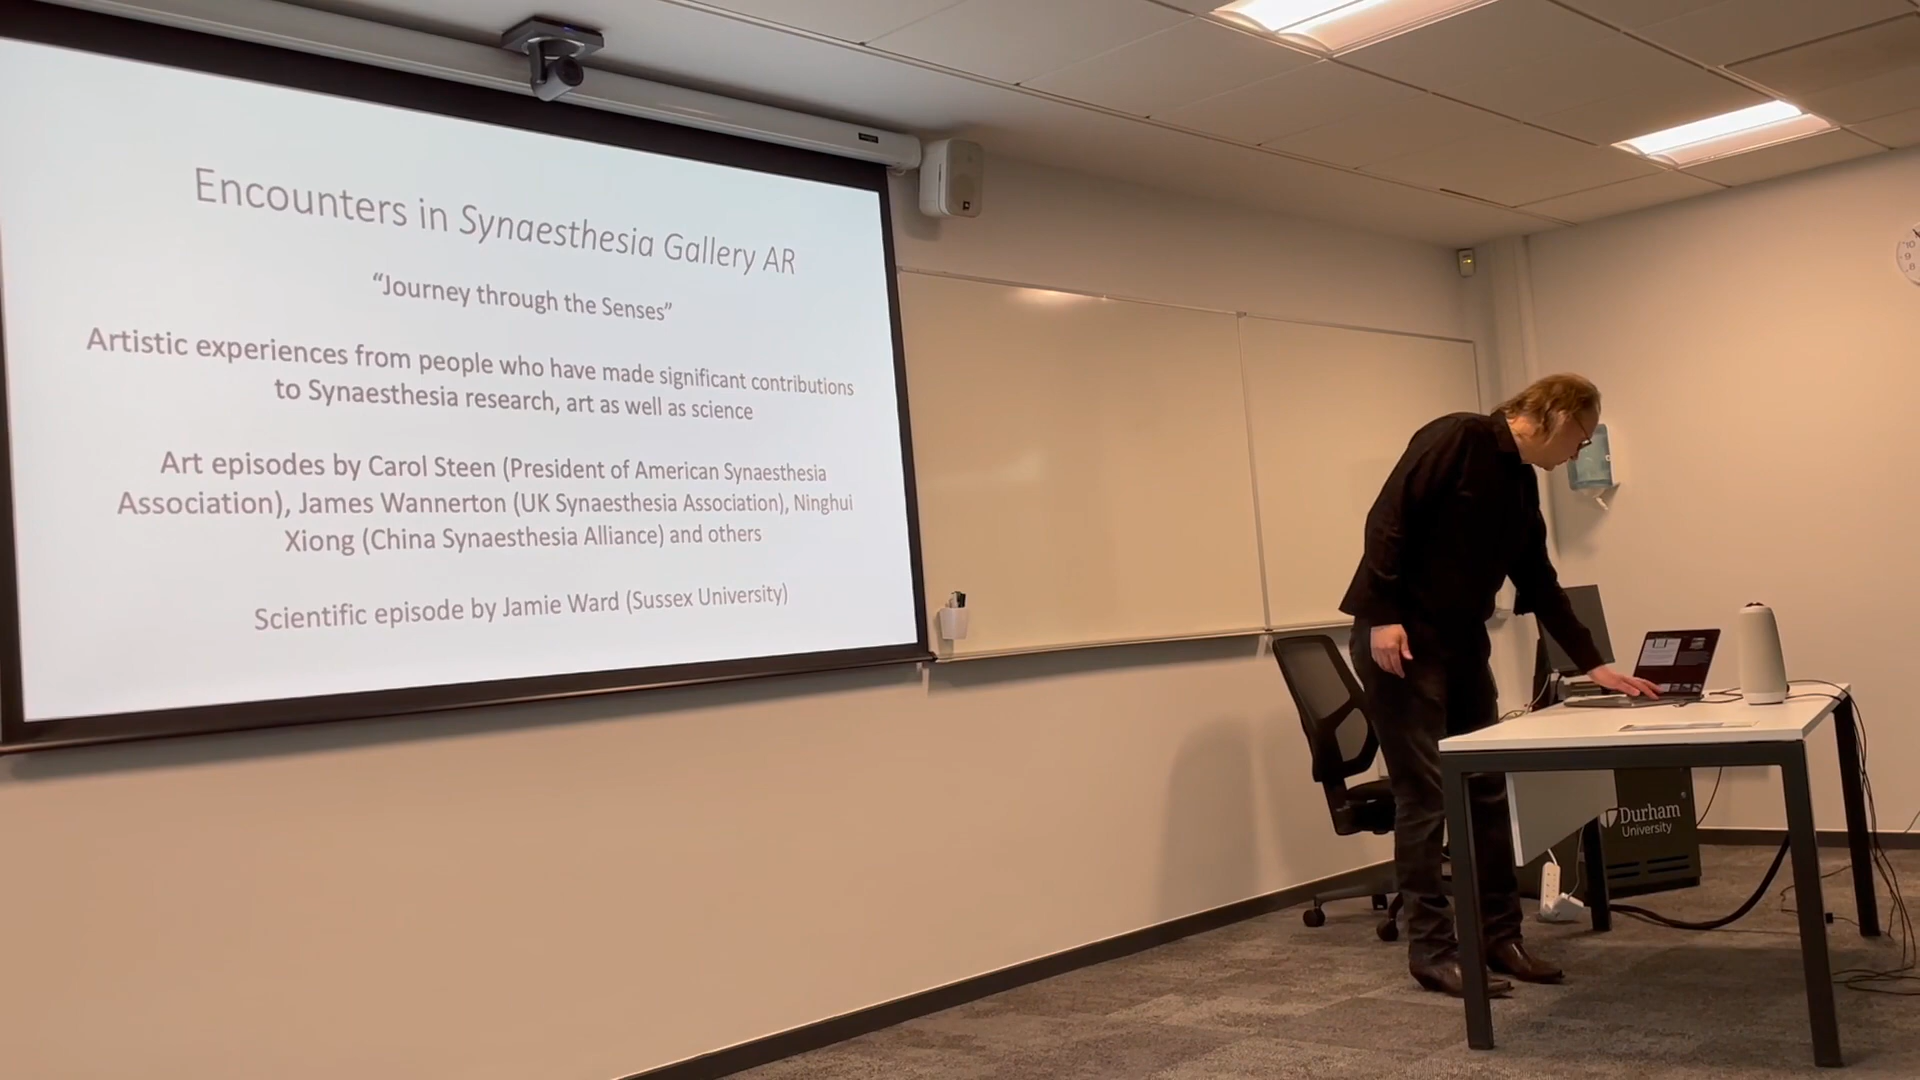 Encounters in Synaesthesia Gallery AR
“Journey through the Senses”
Artistic experiences from people who have made significant contributions
to Synaesthesia research, art as well as science
Art episodes by Carol Steen (President of American Synaesthesia
Association), James Wannerton (UK Synaesthesia Association), Ninghui
Xiong (China Synaesthesia Alliance) and others
Scientific episode by Jamie Ward (Sussex University)
Durham
University
10
9
8